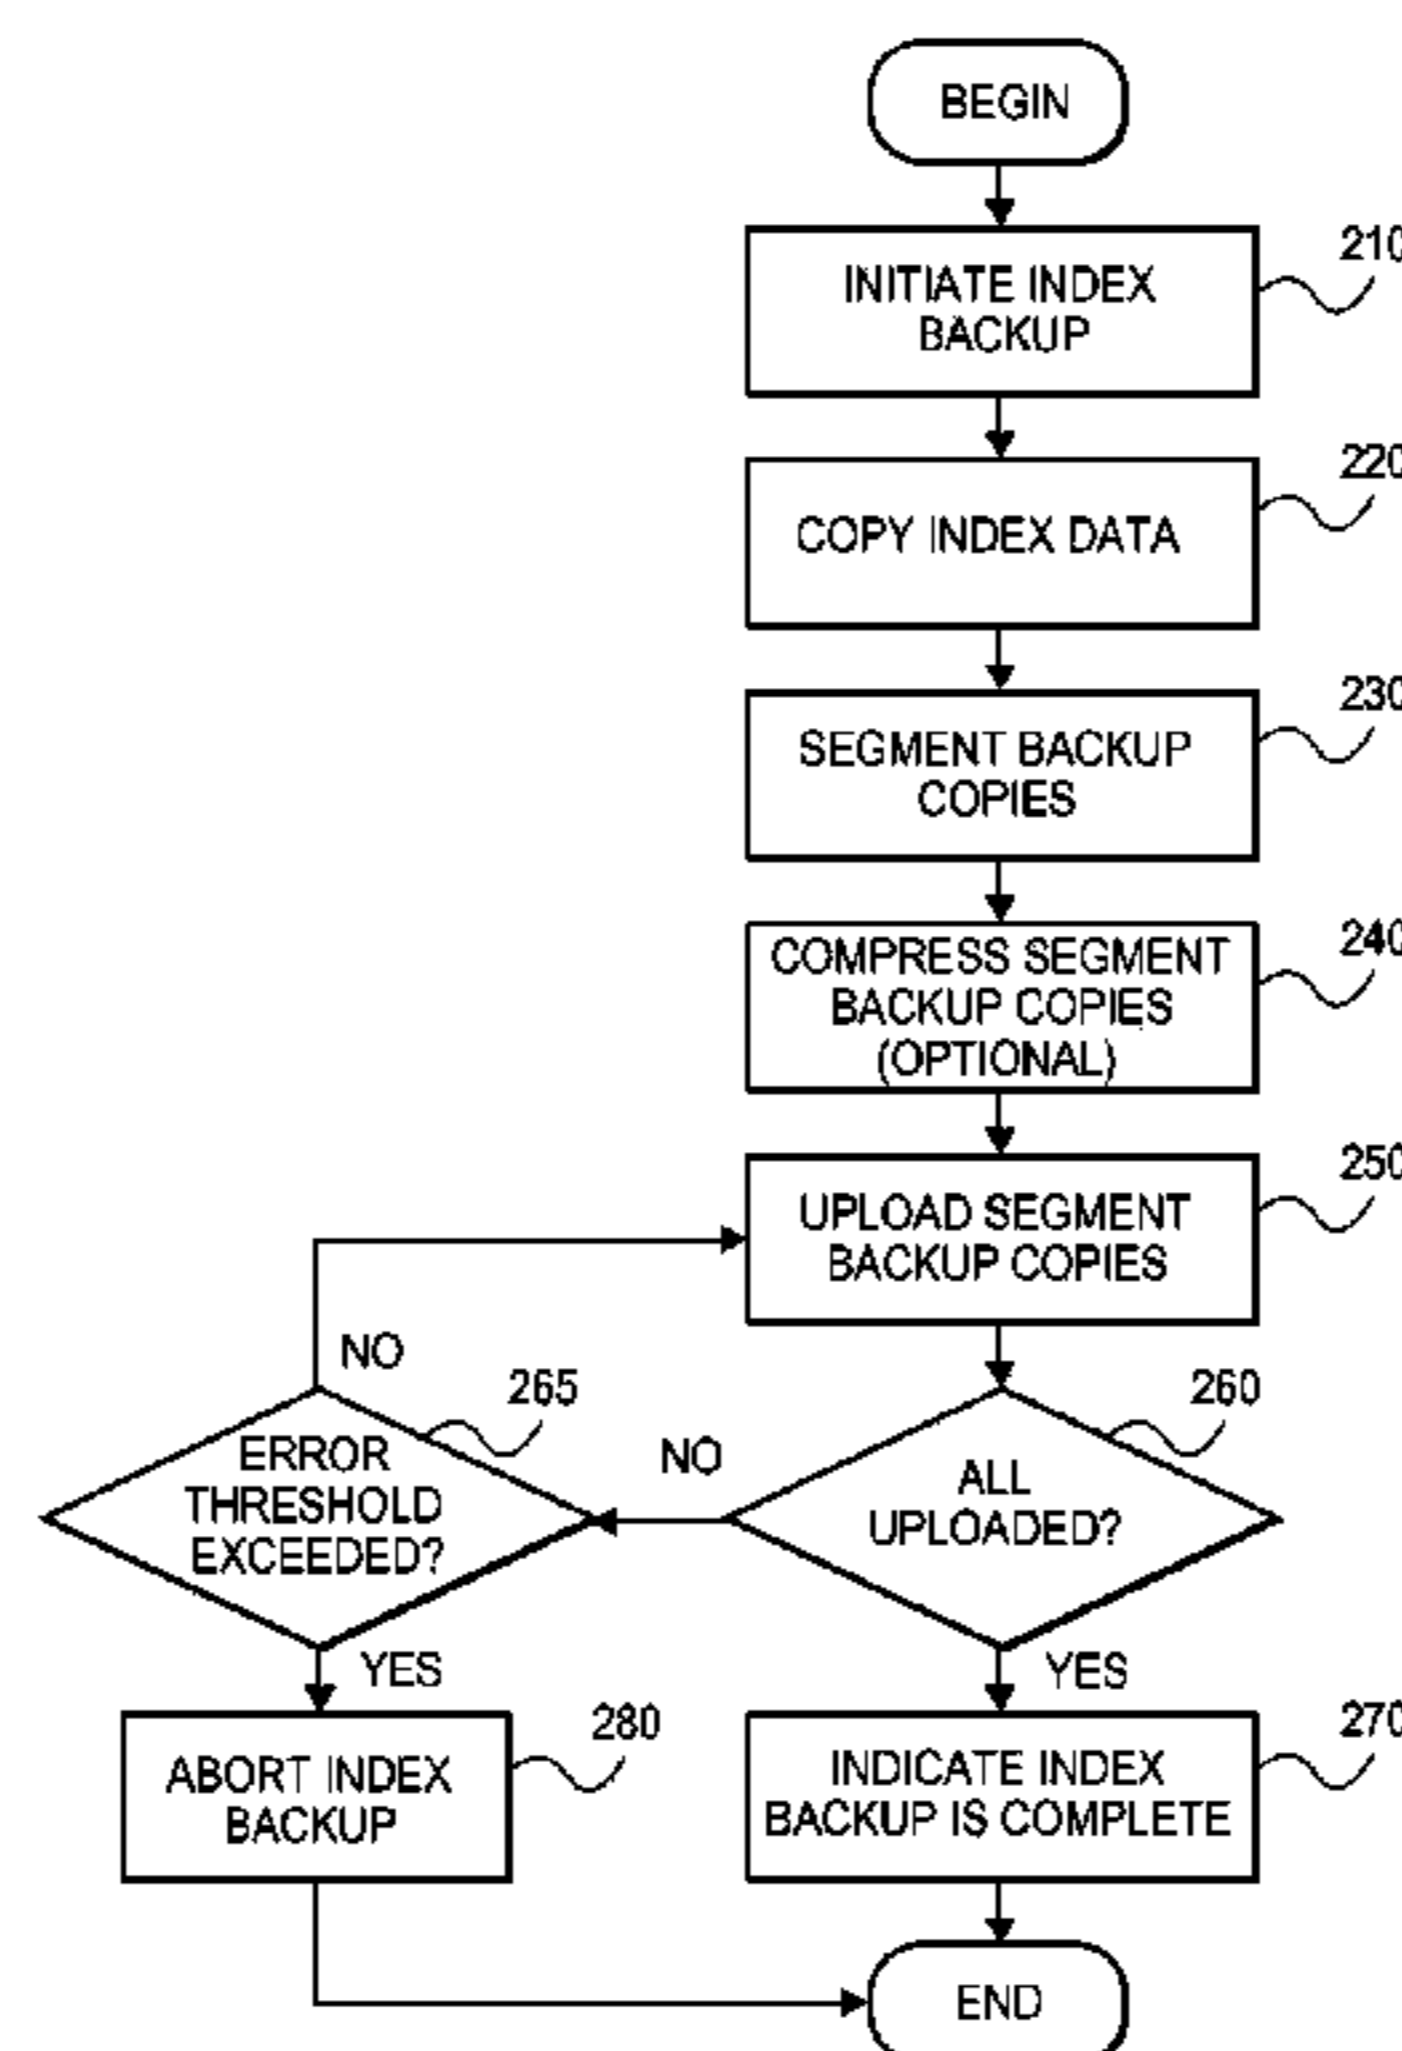 BEGIN
INITIATE INDEX
BACKUP
210
COPY INDEX DATA
220
SEGMENT BACKUP
COPIES
230
COMPRESS SEGMENT
BACKUP COPIES
(OPTIONAL)
240
UPLOAD SEGMENT
BACKUP COPIES
250
NO
265
260
ERROR
THRESHOLD
EXCEEDED?
NO
ALL
UPLOADED?
YES
YES
ABORT INDEX
BACKUP
280
INDICATE INDEX
BACKUP IS COMPLETE
270
END